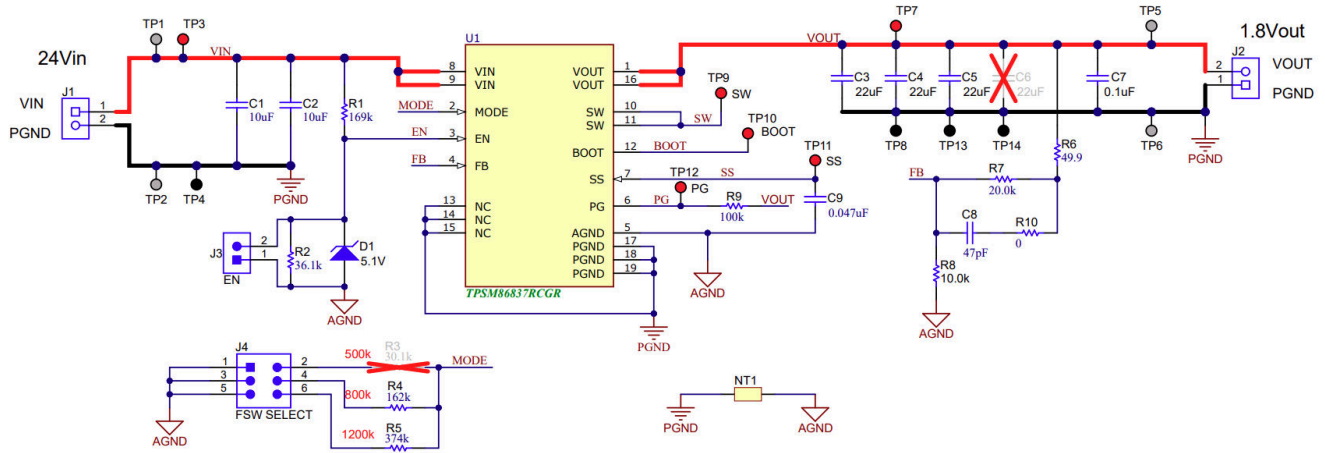 24Vin
J1
VIN
PGND
1
2
TP1
TP3
VIN
TP2
TP4
C1
10uF
C2
10uF
PGND
R1
169k
J3
2
1
EN
R2
36.1k
D1
5.1V
AGND
U1
MODE
EN
FB
8
9
2
3
4
13
14
15
VIN
VIN
MODE
EN
FB
NC
NC
NC
VOUT
VOUT
SW
SW
BOOT
SS
PG
AGND
PGND
PGND
PGND
1
16
10
11
12
7
6
5
17
18
19
TPSM86837RCGR
SW
TP9
SW
BOOT
TP10
BOOT
SS
TP11
SS
PG
TP12
PG
R9
100k
VOUT
C9
0.047uF
AGND
PGND
VOUT
TP7
TP5
1.8Vout
J2
VOUT
PGND
2
1
C3
22uF
C4
22uF
C5
22uF
C6
22uF
C7
0.1uF
TP8
TP13
TP14
TP6
PGND
R6
49.9
FB
R7
20.0k
C8
47pF
R10
0
R8
10.0k
AGND
J4
1
3
5
2
4
6
FSW SELECT
AGND
500k
R3
30.1k
MODE
800k
R4
162k
1200k
R5
374k
NT1
PGND
AGND